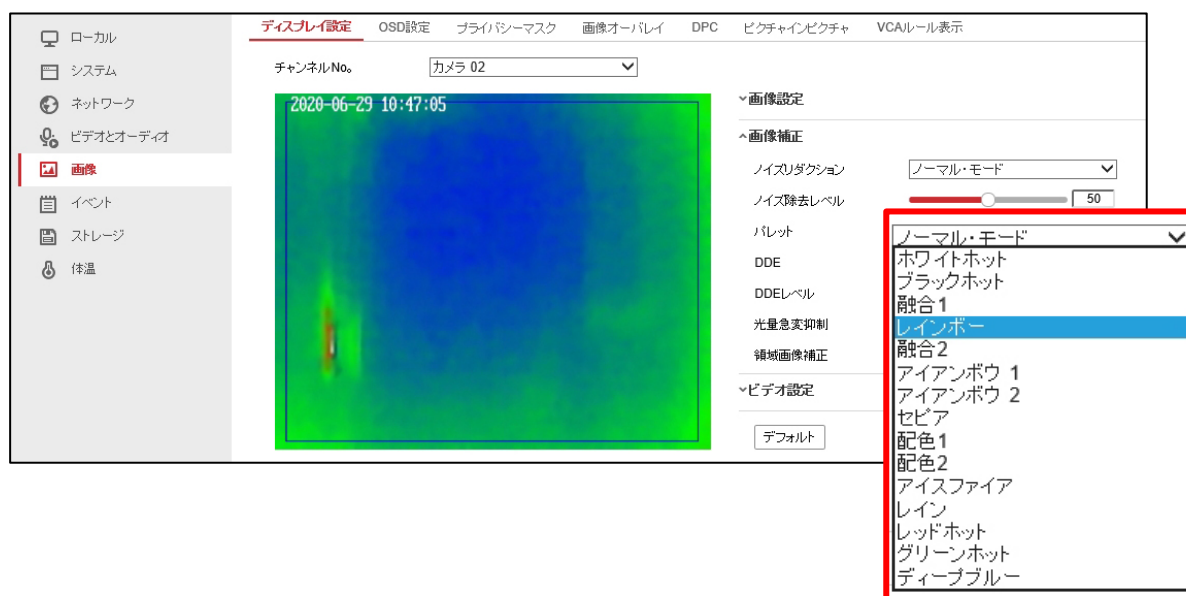 ローカル
システム
ネットワーク
ビデオとオーディオ
画像
イベント
ストレージ
体温
ディスプレイ設定 OSD設定 プライバシーマスク 画像オーバレイ DPC ピクチャインピクチャ VCAルール表示
チャンネルNo。 カメラ 02
2020-06-29 10:47:05
画像設定
画像補正
ノイズリダクション ノーマル・モード
ノイズ除去レベル 50
パレット
DDE
DDEレベル
光量急変抑制
領域画像補正
ビデオ設定
デフォルト
ノーマル・モード
ホワイトホット
ブラックホット
融合1
レインボー
融合2
アイアンボウ 1
アイアンボウ 2
セピア
配色1
配色2
アイスファイア
レイン
レッドホット
グリーンホット
ディープブルー